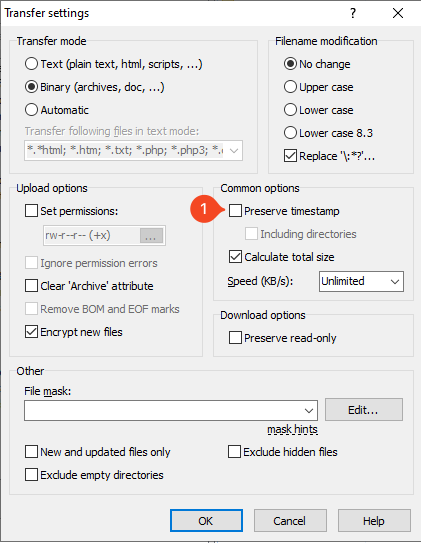 Transfer settings
Transfer mode
Text (plain text, html, scripts, ...)
Binary (archives, doc, ...)
Automatic
Transfer following files in text mode:
*.*html; *.htm; *.txt; *.php; *.php3; *.
Filename modification
No change
Upper case
Lower case
Lower case 8.3
Replace '\:*?'...
Upload options
Set permissions:
rw-r--r-- (+x)
...
Ignore permission errors
Clear 'Archive' attribute
Remove BOM and EOF marks
Encrypt new files
Common options
1
Preserve timestamp
Including directories
Calculate total size
Speed (KB/s):
Unlimited
Download options
Preserve read-only
Other
File mask:
Edit...
mask hints
New and updated files only
Exclude hidden files
Exclude empty directories
OK
Cancel
Help